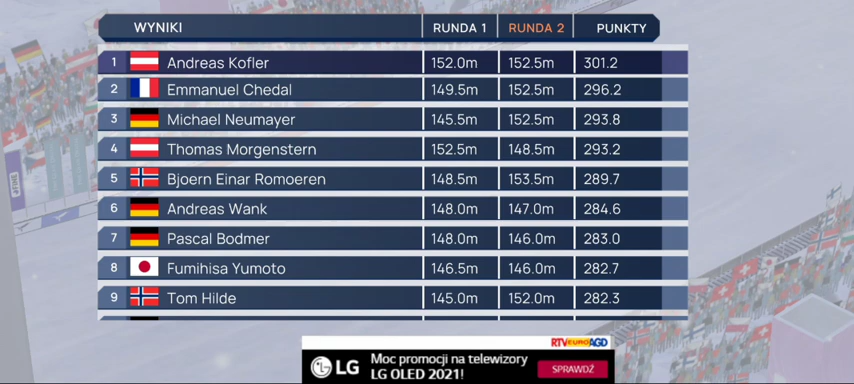 WYNIKI RUNDA 1 RUNDA 2 PUNKTY
1 Andreas Kofler 152.0m 152.5m 301.2
2 Emmanuel Chedal 149.5m 152.5m 296.2
3 Michael Neumayer 145.5m 152.5m 293.8
4 Thomas Morgenstern 152.5m 148.5m 293.2
5 Bjoern Einar Romoeren 148.5m 153.5m 289.7
6 Andreas Wank 148.0m 147.0m 284.6
7 Pascal Bodmer 148.0m 146.0m 283.0
8 Fumihisa Yumoto 146.5m 146.0m 282.7
9 Tom Hilde 145.0m 152.0m 282.3
RTV EURO AGD
LG Moc promocji na telewizory
LG OLED 2021!
SPRAWDŹ